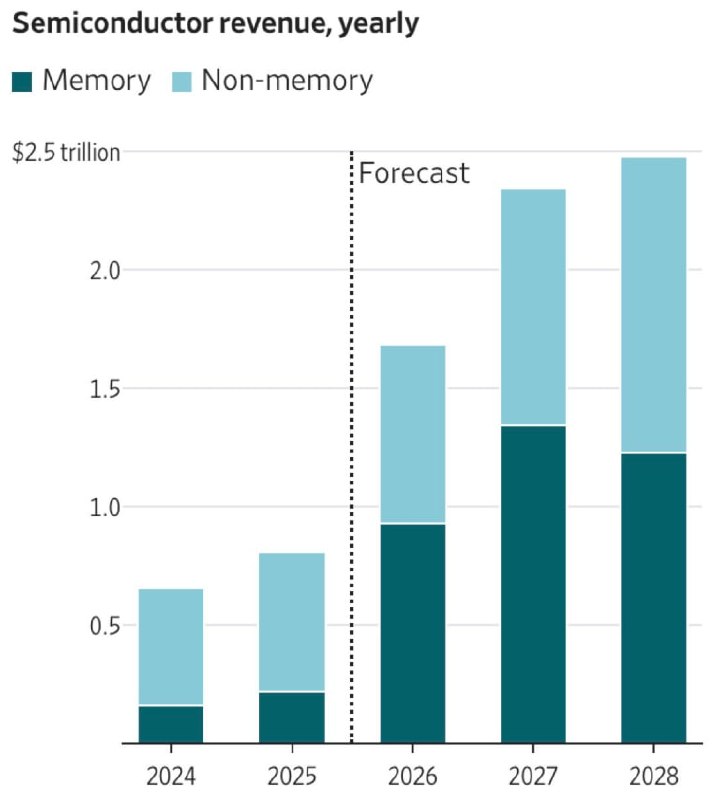 Semiconductor revenue, yearly
Memory Non-memory
$2.5 trillion
Forecast
2.0
1.5
1.0
0.5
2024 2025 2026 2027 2028